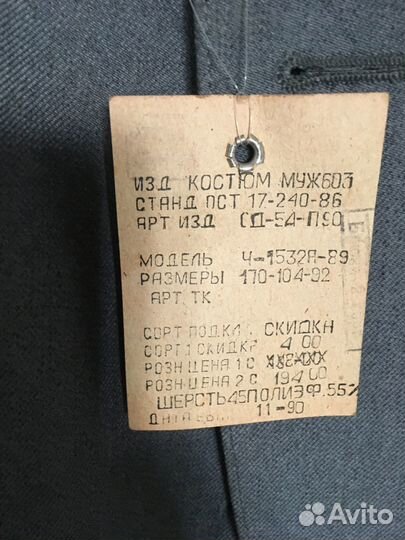 ИЗД КОСТЮМ МУЖ603
СТАНД ОСТ 17-240-86
АРТ ИЗД СД-54-П90
МОДЕЛЬ Ч-1532Я-89
РАЗМЕРЫ 170-104-92
АРТ ТК
СОРТ ПОДКЛ. СКИДКА
СОРТ1 СКИДКА 4 00
РОЗН ЦЕНА 1 С
РОЗН ЦЕНА 2 С 194 00
ШЕРСТЬ45ПОЛИЭФ.55%
11-90
Avito